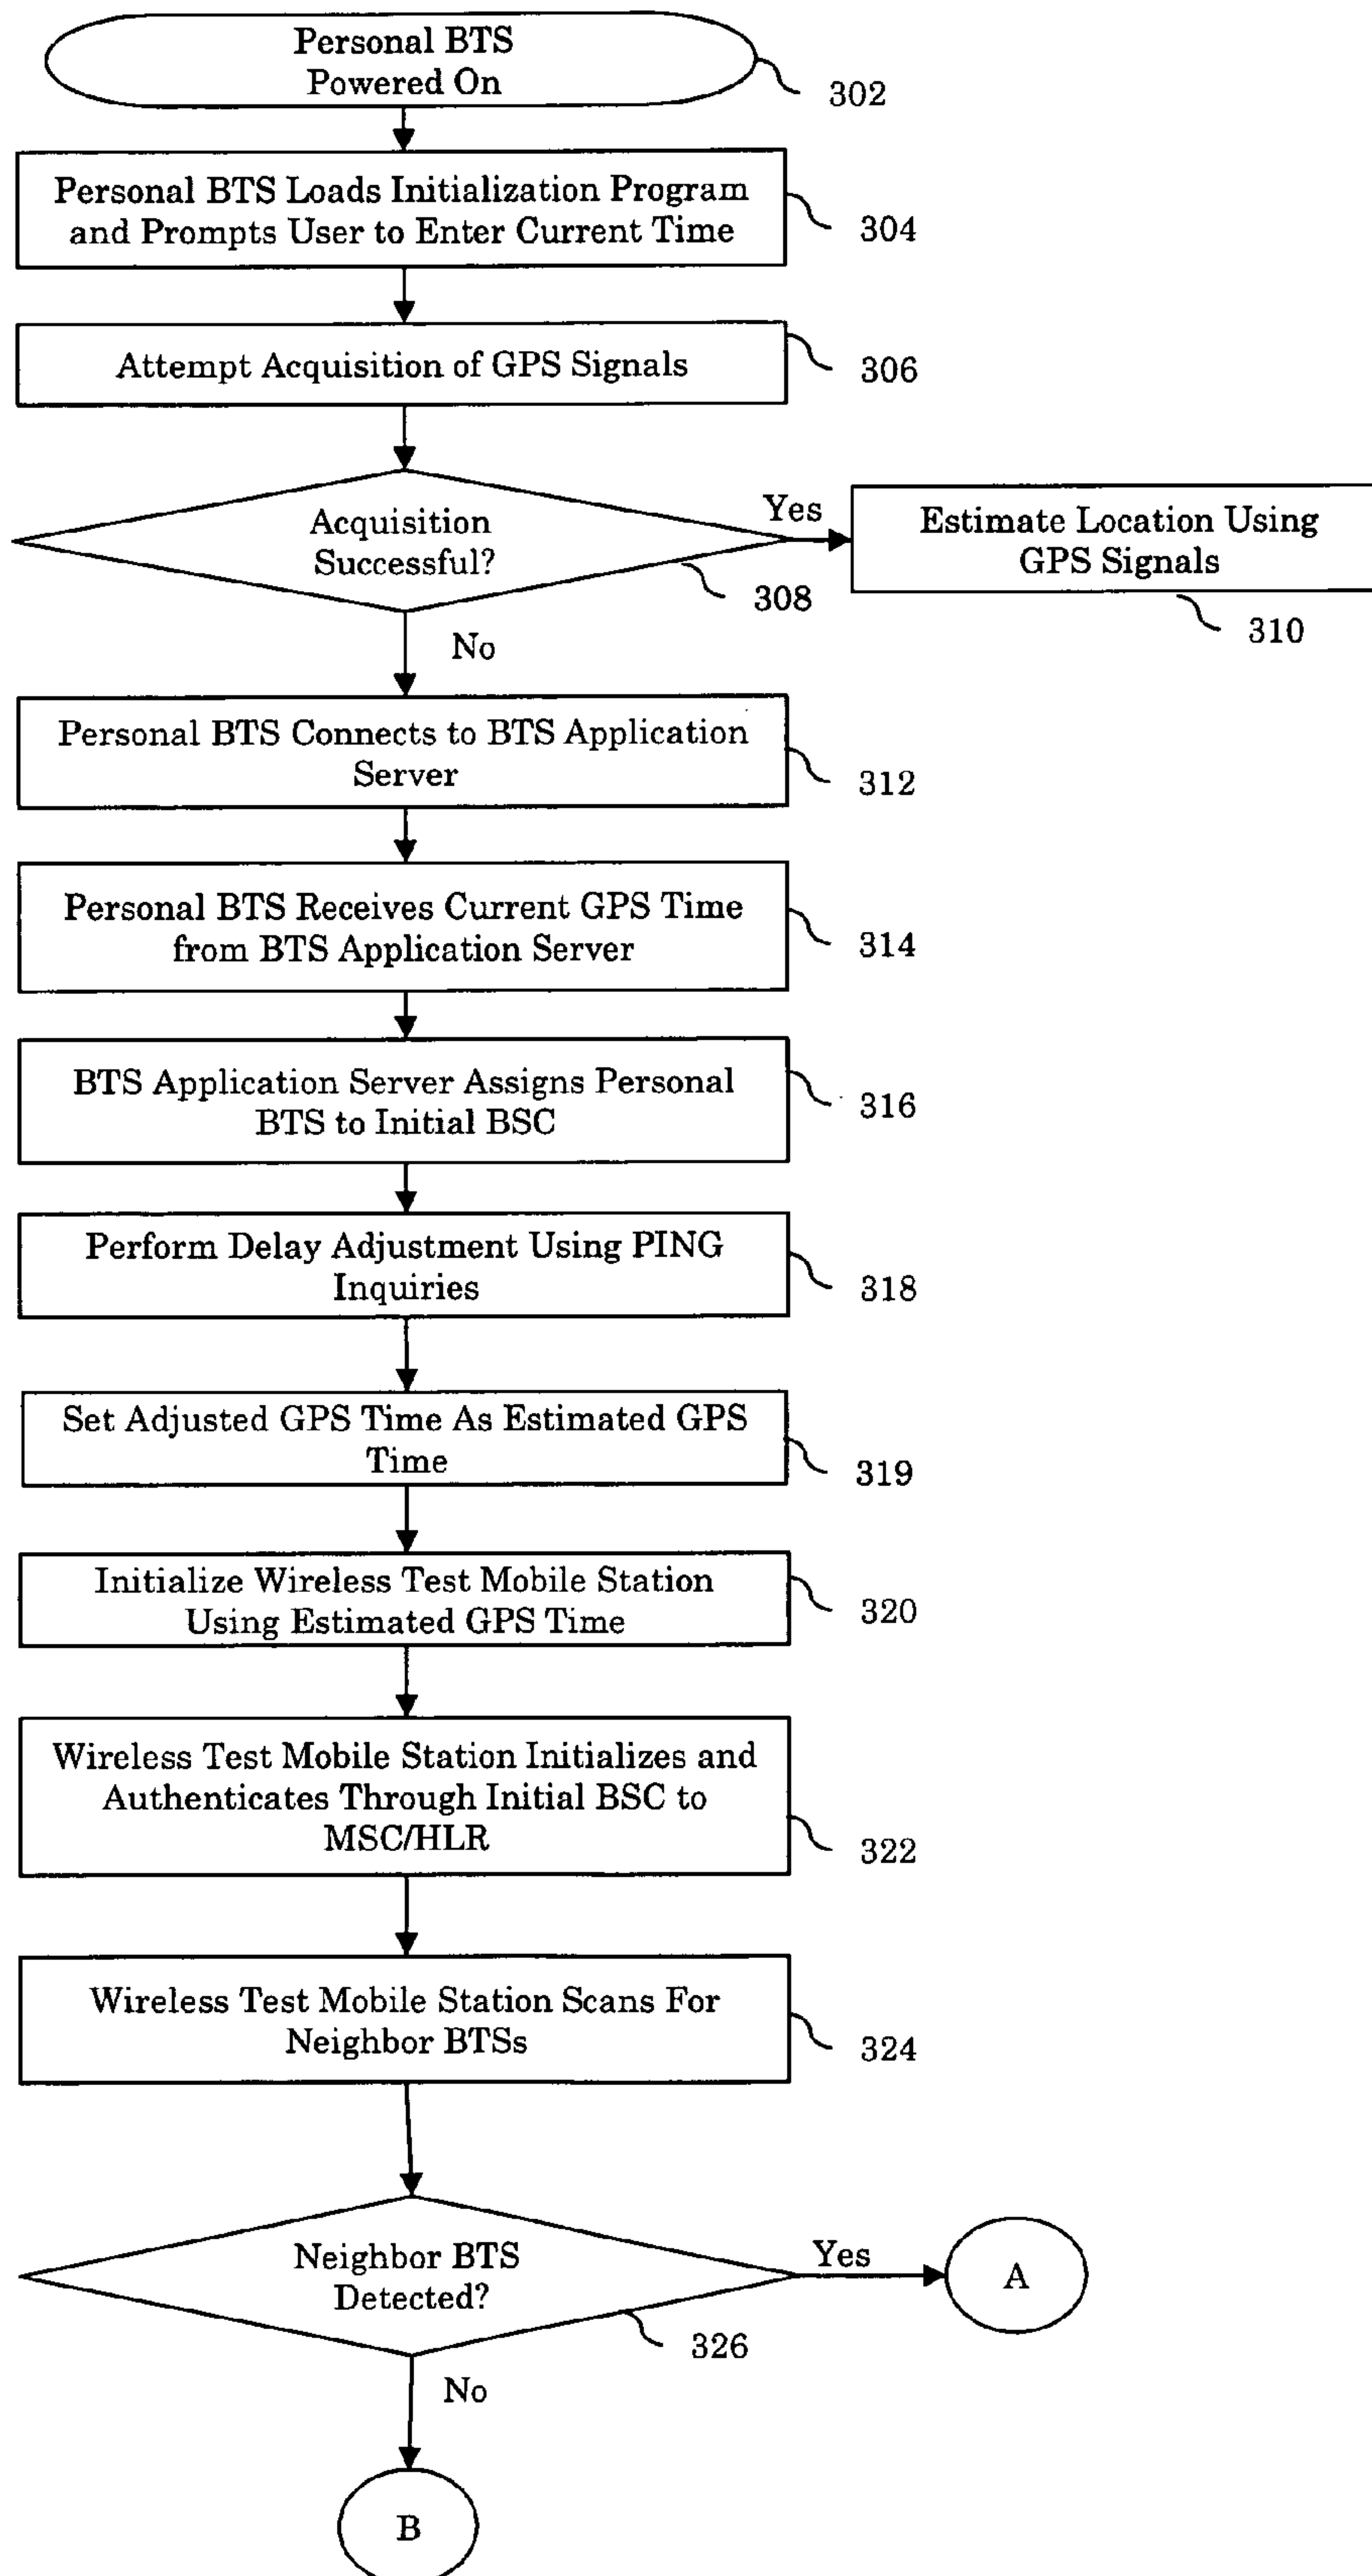 Personal BTS
Powered On
302
Personal BTS Loads Initialization Program
and Prompts User to Enter Current Time
304
Attempt Acquisition of GPS Signals
306
Acquisition
Successful?
308
Yes
Estimate Location Using
GPS Signals
310
No
Personal BTS Connects to BTS Application
Server
312
Personal BTS Receives Current GPS Time
from BTS Application Server
314
BTS Application Server Assigns Personal
BTS to Initial BSC
316
Perform Delay Adjustment Using PING
Inquiries
318
Set Adjusted GPS Time As Estimated GPS
Time
319
Initialize Wireless Test Mobile Station
Using Estimated GPS Time
320
Wireless Test Mobile Station Initializes and
Authenticates Through Initial BSC to
MSC/HLR
322
Wireless Test Mobile Station Scans For
Neighbor BTSs
324
Neighbor BTS
Detected?
326
Yes
A
No
B